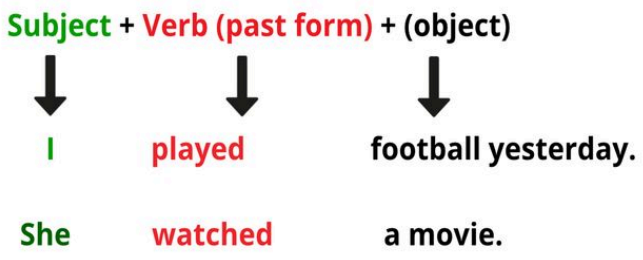 Subject + Verb (past form) + (object)
I played football yesterday.
She watched a movie.